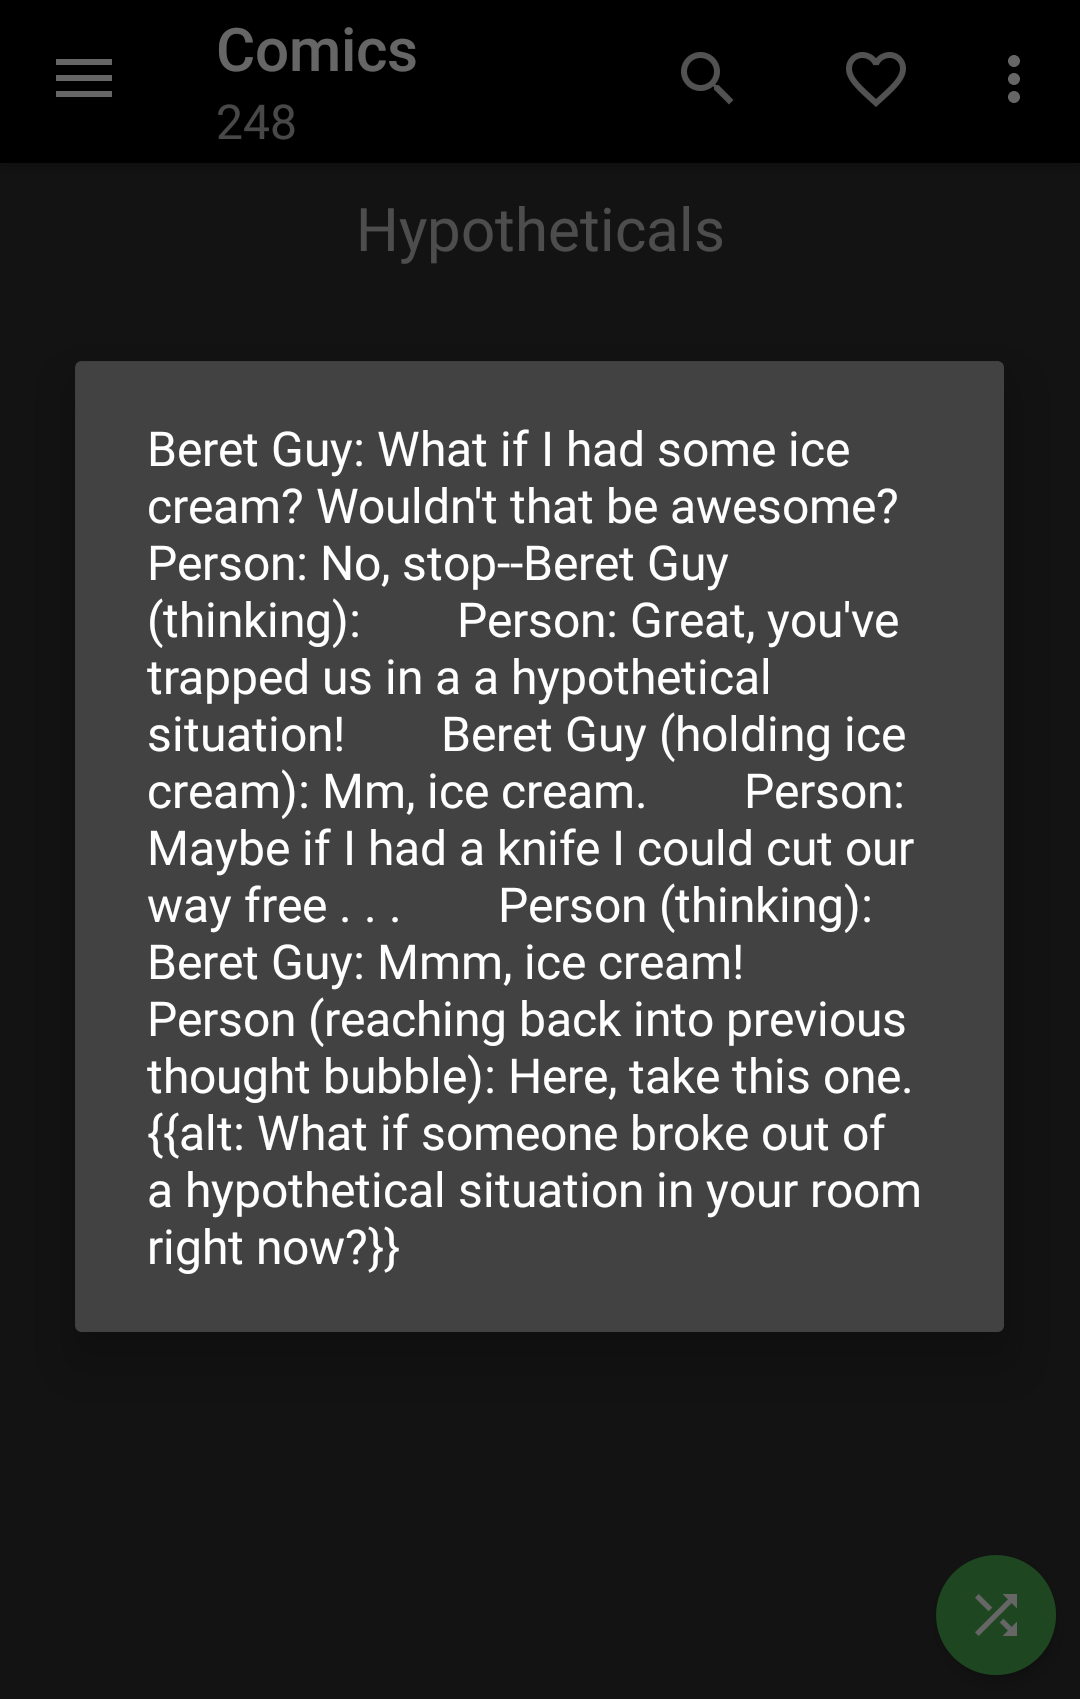 Comics
248
Hypotheticals
Beret Guy: What if I had some ice
cream? Wouldn't that be awesome?
Person: No, stop--Beret Guy
(thinking):        Person: Great, you've
trapped us in a a hypothetical
situation!        Beret Guy (holding ice
cream): Mm, ice cream.        Person:
Maybe if I had a knife I could cut our
way free . . .        Person (thinking):
Beret Guy: Mmm, ice cream!
Person (reaching back into previous
thought bubble): Here, take this one.
{{alt: What if someone broke out of
a hypothetical situation in your room
right now?}}